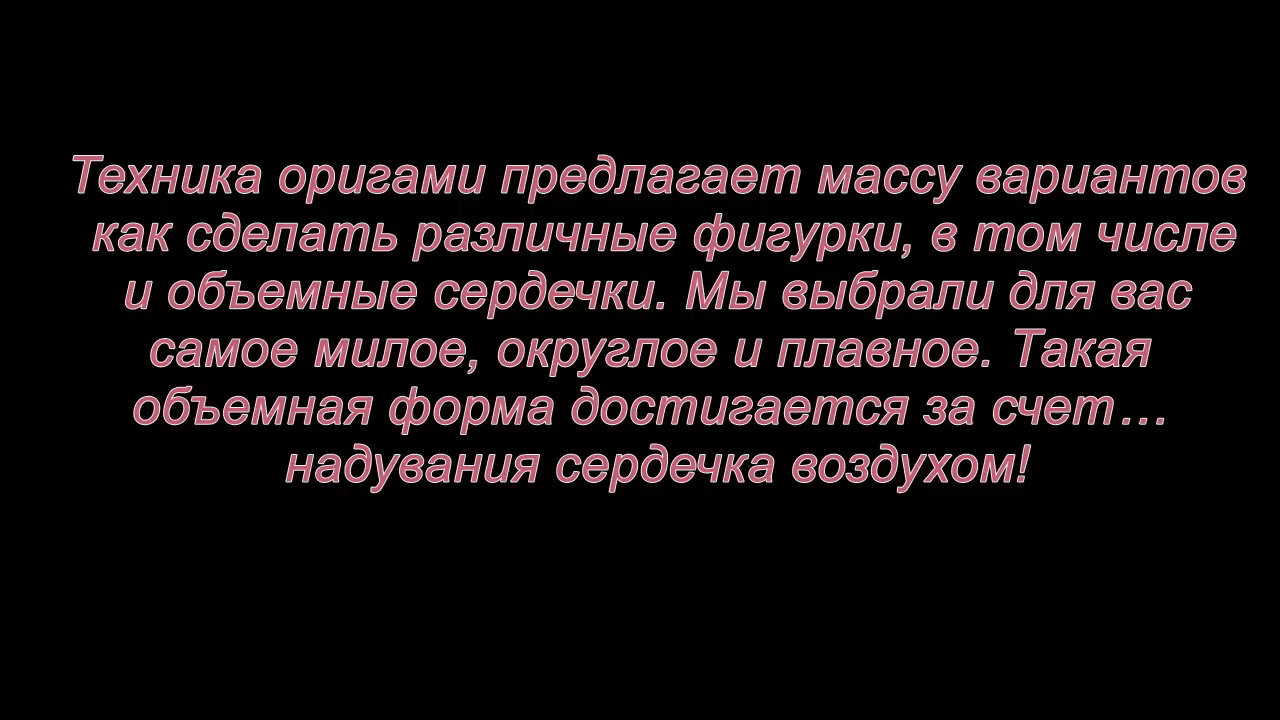 Техника оригами предлагает массу вариантов
как сделать различные фигурки, в том числе
и объемные сердечки. Мы выбрали для вас
самое милое, округлое и плавное. Такая
объемная форма достигается за счет…
надувания сердечка воздухом!